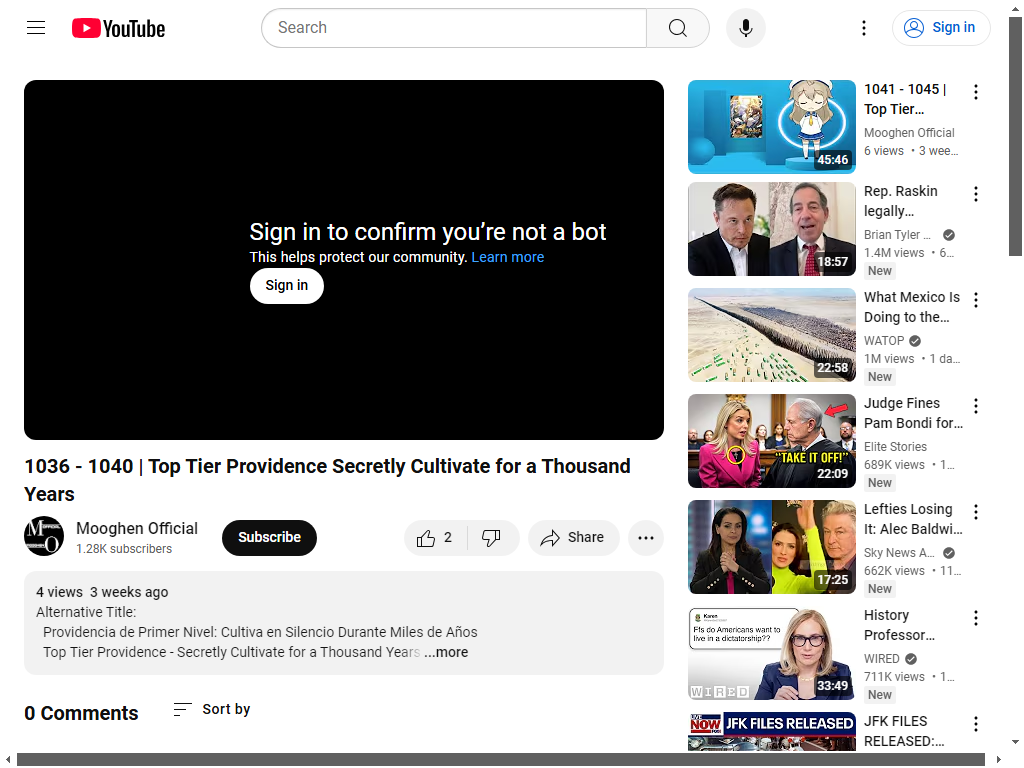 YouTube
Search
Sign in
Sign in to confirm you’re not a bot
This helps protect our community. Learn more
Sign in
1036 - 1040 | Top Tier Providence Secretly Cultivate for a Thousand
Years
Mooghen Official
1.28K subscribers
Subscribe
2
Share
4 views 3 weeks ago
Alternative Title:
Providencia de Primer Nivel: Cultiva en Silencio Durante Miles de Años
Top Tier Providence - Secretly Cultivate for a Thousand Years ...more
0 Comments
Sort by
45:46
1041 - 1045 |
Top Tier…
Mooghen Official
6 views • 3 wee…
18:57
Rep. Raskin
legally…
Brian Tyler …
1.4M views • 6…
New
22:58
What Mexico Is
Doing to the…
WATOP
1M views • 1 da…
New
"TAKE IT OFF!"
22:09
Judge Fines
Pam Bondi for…
Elite Stories
689K views • 1…
New
17:25
Lefties Losing
It: Alec Baldwi…
Sky News A…
662K views • 11…
New
Karen
Pfs do Americans want to
live in a dictatorship??
WIRED
33:49
History
Professor…
WIRED
711K views • 1…
New
LIVE NOW FOX
JFK FILES RELEASED
JFK FILES
RELEASED:…